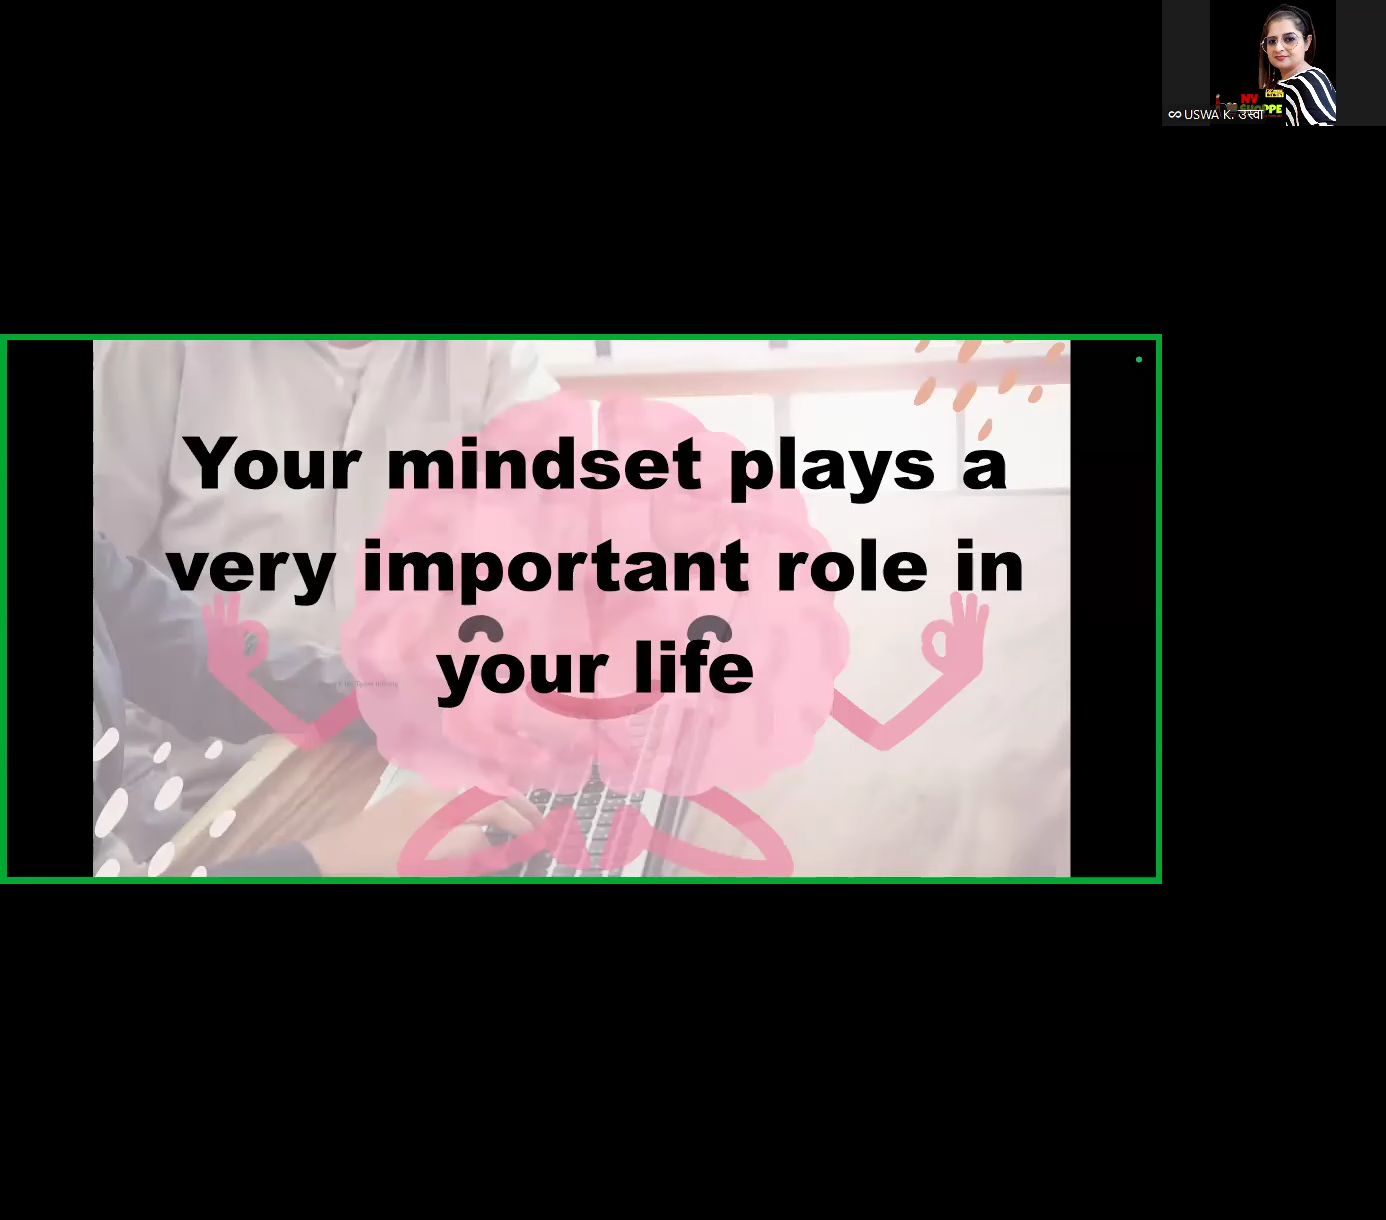 USWA K. उस्वा
Your mindset plays a
very important role in
your life